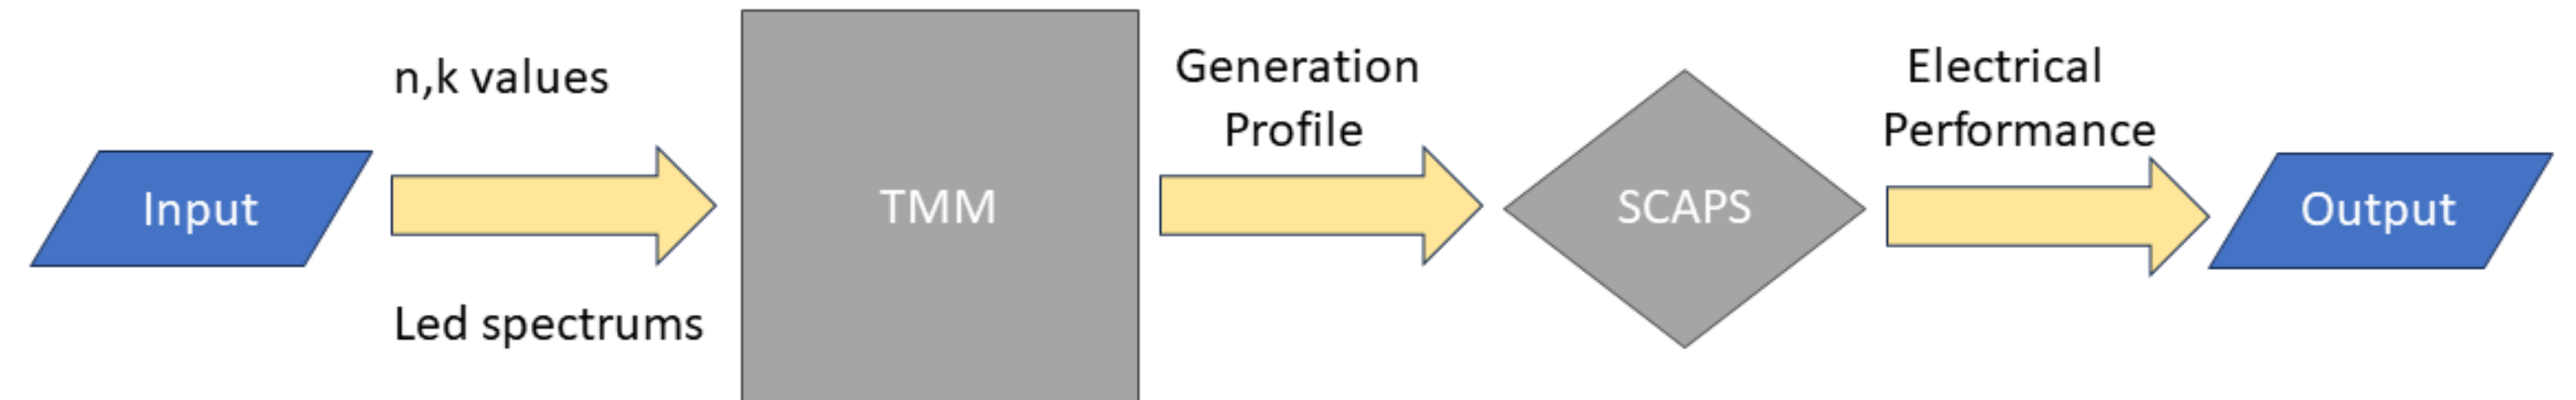 Input
n,k values
Led spectrums
TMM
Generation
Profile
SCAPS
Electrical
Performance
Output